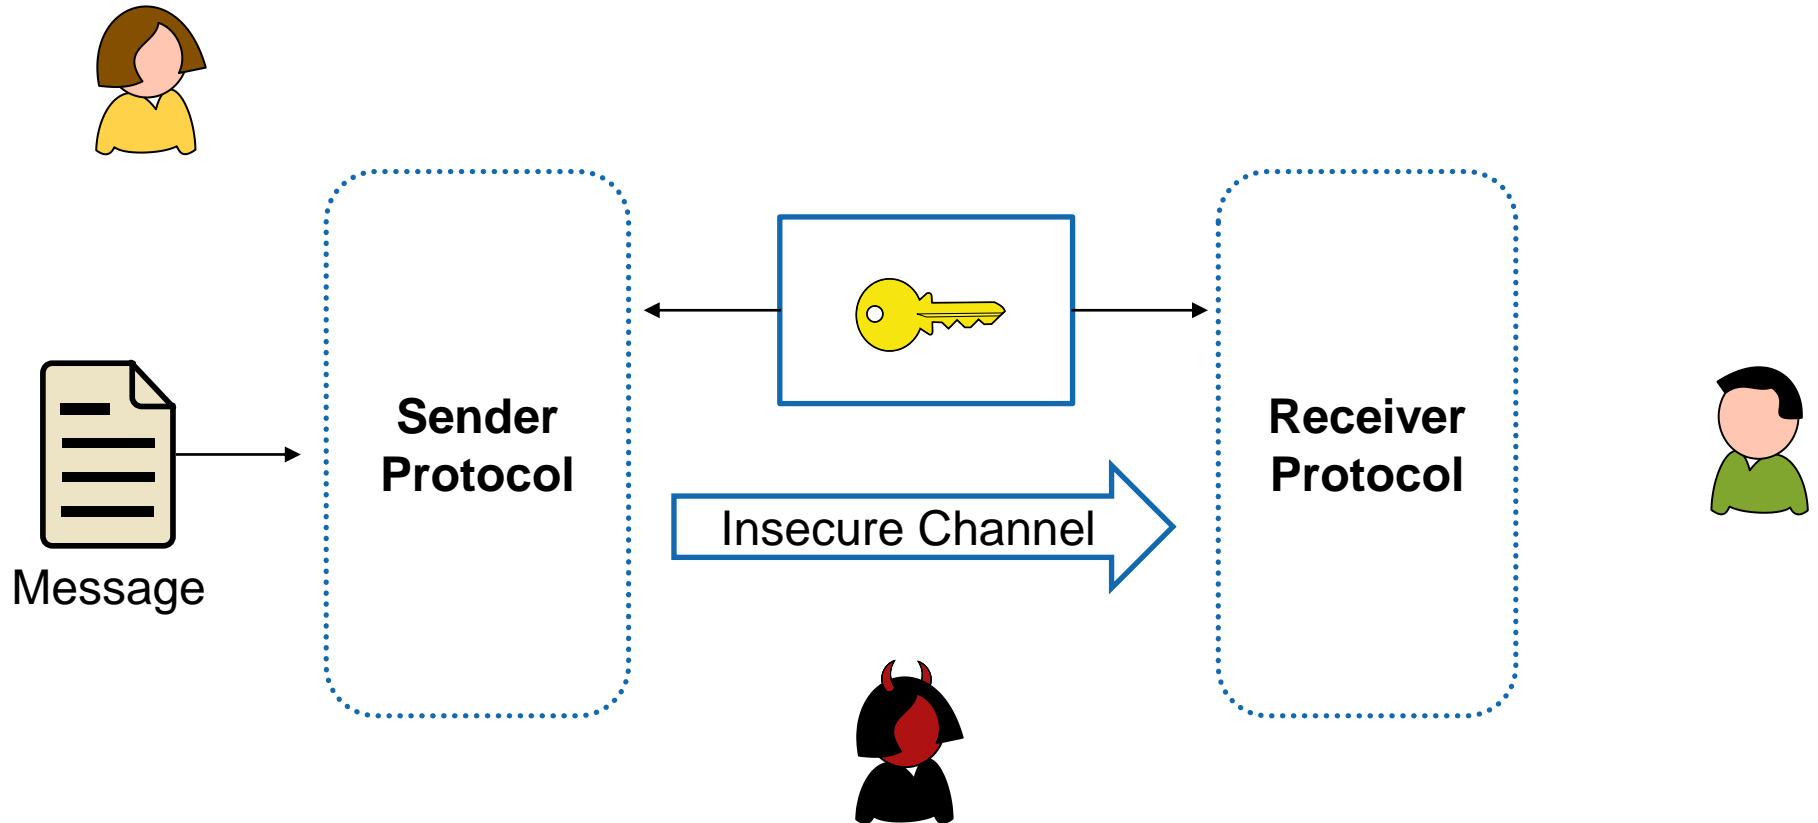 Sender
Protocol
Receiver
Protocol
Insecure Channel
Message